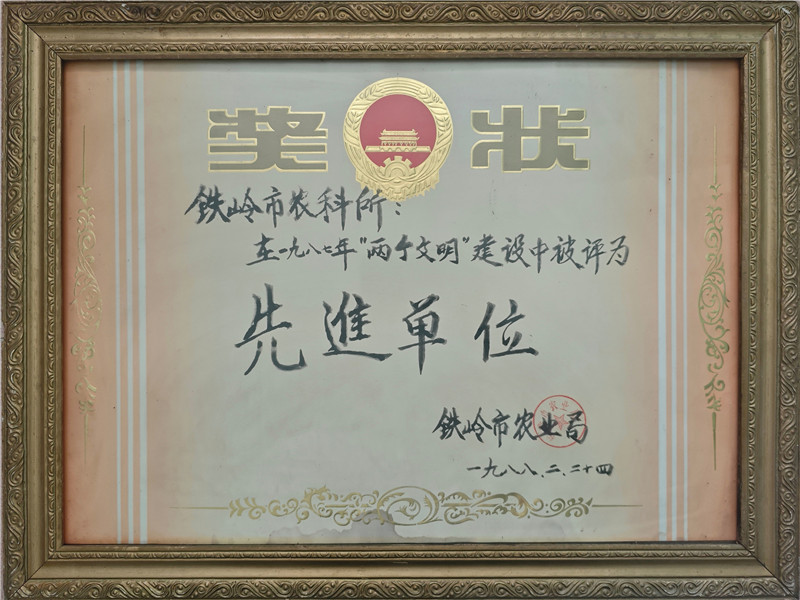 奖状
铁岭市农科所：
在一九八七年"两个文明"建设中被评为
先進单位
铁岭市农业局
一九八八、二、二十四